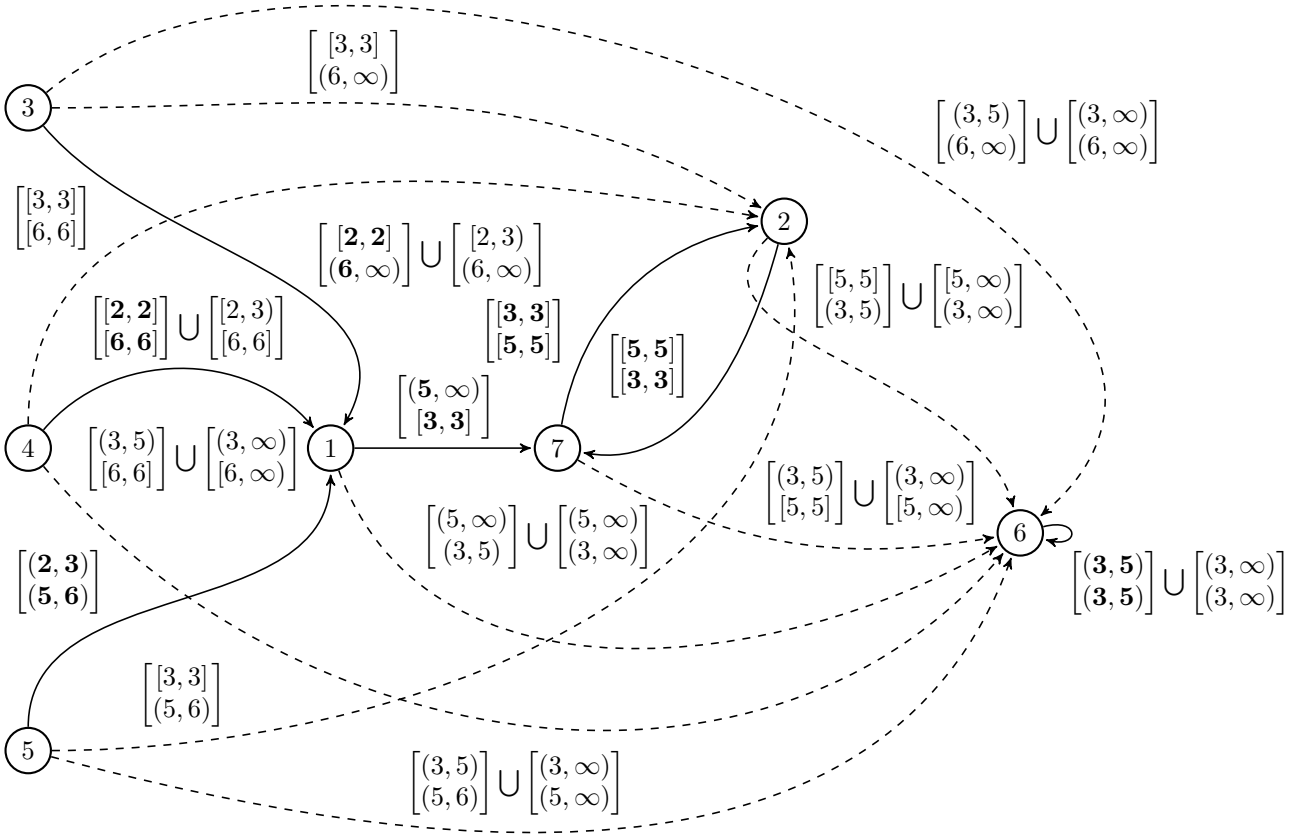 [3, 3]
(6, ∞)
3
(3, 5) ∪ (3, ∞)
(6, ∞) (6, ∞)
[3, 3]
[6, 6]
2
[2, 2] ∪ [2, 3)
(6, ∞) (6, ∞)
[5, 5] ∪ [5, ∞)
(3, 5) (3, ∞)
[2, 2] ∪ [2, 3)
[6, 6] [6, 6]
[3, 3]
[5, 5]
[5, 5]
[3, 3]
(5, ∞)
[3, 3]
4
(3, 5) ∪ (3, ∞)
[6, 6] [6, ∞)
1
7
(3, 5) ∪ (3, ∞)
[5, 5] [5, ∞)
(5, ∞) ∪ (5, ∞)
(3, 5) (3, ∞)
6
(2, 3)
(5, 6)
(3, 5) ∪ (3, ∞)
(3, 5) (3, ∞)
[3, 3]
(5, 6)
5
(3, 5) ∪ (3, ∞)
(5, 6) (5, ∞)